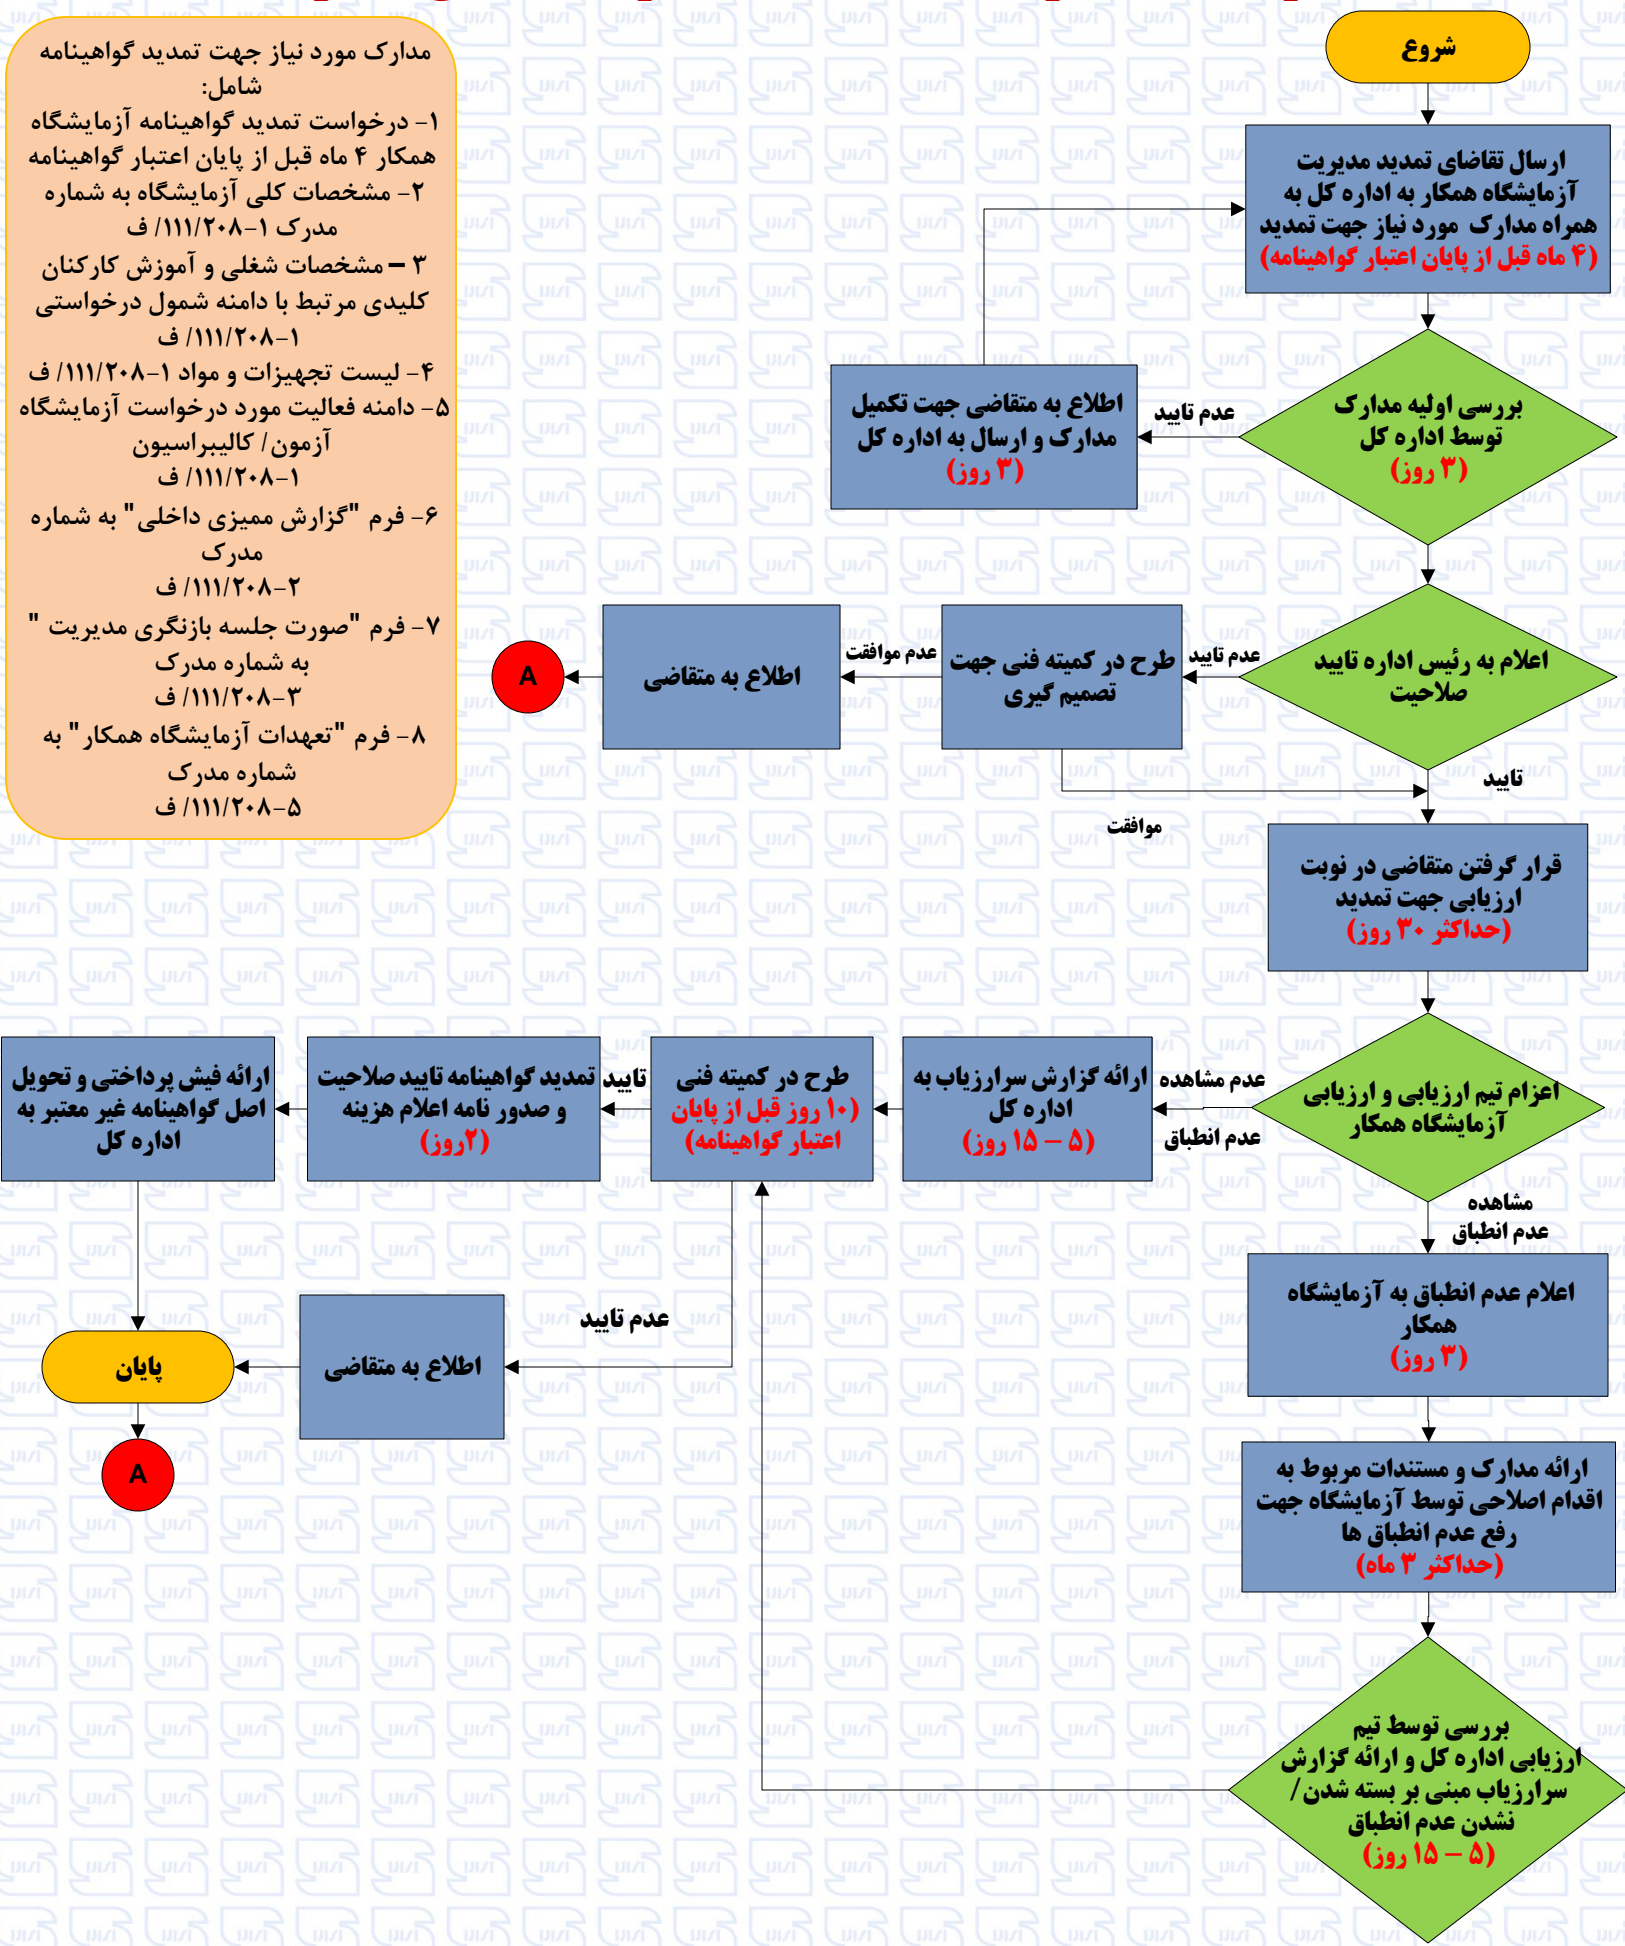 شروع
ارسال تقاضای تمدید مدیریت
آزمایشگاه همکار به اداره کل به
همراه مدارک مورد نیاز جهت تمدید
(۴ ماه قبل از پایان اعتبار گواهینامه)
مدارک مورد نیاز جهت تمدید گواهینامه
شامل:
۱- درخواست تمدید گواهینامه آزمایشگاه
همکار ۴ ماه قبل از پایان اعتبار گواهینامه
۲- مشخصات کلی آزمایشگاه به شماره
مدرک ۱-۱۱۱/۲۰۸/ ف
۳ – مشخصات شغلی و آموزش کارکنان
کلیدی مرتبط با دامنه شمول درخواستی
۱-۱۱۱/۲۰۸/ ف
۴- لیست تجهیزات و مواد ۱-۱۱۱/۲۰۸/ ف
۵- دامنه فعالیت مورد درخواست آزمایشگاه
آزمون/ کالیبراسیون
۱-۱۱۱/۲۰۸/ ف
۶- فرم "گزارش ممیزی داخلی" به شماره
مدرک
۲-۱۱۱/۲۰۸/ ف
۷- فرم "صورت جلسه بازنگری مدیریت "
به شماره مدرک
۳-۱۱۱/۲۰۸/ ف
۸- فرم "تعهدات آزمایشگاه همکار" به
شماره مدرک
۵-۱۱۱/۲۰۸/ ف
بررسی اولیه مدارک
توسط اداره کل
(۳ روز)
عدم تایید
اطلاع به متقاضی جهت تکمیل
مدارک و ارسال به اداره کل
(۳ روز)
اعلام به رئیس اداره تایید
صلاحیت
عدم تایید
طرح در کمیته فنی جهت
تصمیم گیری
عدم موافقت
اطلاع به متقاضی
A
تایید
موافقت
قرار گرفتن متقاضی در نوبت
ارزیابی جهت تمدید
(حداکثر ۳۰ روز)
اعزام تیم ارزیابی و ارزیابی
آزمایشگاه همکار
عدم مشاهده
عدم انطباق
ارائه گزارش سرارزیاب به
اداره کل
(۵ – ۱۵ روز)
طرح در کمیته فنی
(۱۰ روز قبل از پایان
اعتبار گواهینامه)
تایید
تمدید گواهینامه تایید صلاحیت
و صدور نامه اعلام هزینه
(۲روز)
ارائه فیش پرداختی و تحویل
اصل گواهینامه غیر معتبر به
اداره کل
مشاهده
عدم انطباق
اعلام عدم انطباق به آزمایشگاه
همکار
(۳ روز)
عدم تایید
اطلاع به متقاضی
پایان
A
ارائه مدارک و مستندات مربوط به
اقدام اصلاحی توسط آزمایشگاه جهت
رفع عدم انطباق ها
(حداکثر ۳ ماه)
بررسی توسط تیم
ارزیابی اداره کل و ارائه گزارش
سرارزیاب مبنی بر بسته شدن/
نشدن عدم انطباق
(۵ – ۱۵ روز)